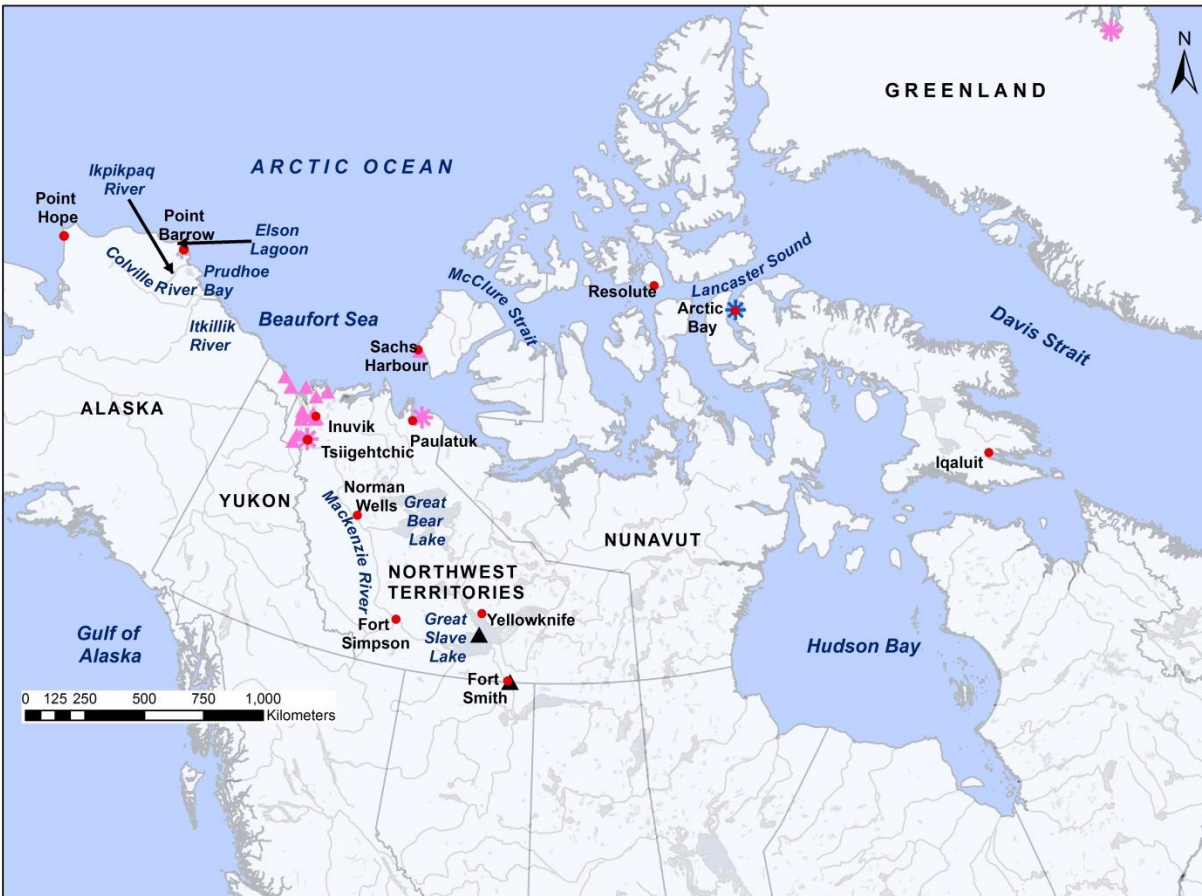 N
GREENLAND
ARCTIC OCEAN
Ikpikpaq
River
Point
Hope
Point
Barrow
Elson
Lagoon
Colville River
Prudhoe
Bay
Lancaster Sound
McClure Strait
Resolute
Arctic
Bay
Beaufort Sea
Itkillik
River
Davis Strait
Sachs
Harbour
ALASKA
Inuvik
Paulatuk
Tsiigehtchic
Iqaluit
YUKON
Norman
Wells
Great
Bear
Lake
Mackenzie River
NUNAVUT
NORTHWEST
TERRITORIES
Fort
Simpson
Great
Slave
Lake
Yellowknife
Gulf of
Alaska
Hudson Bay
Fort
Smith
0 125 250 500 750 1,000
Kilometers